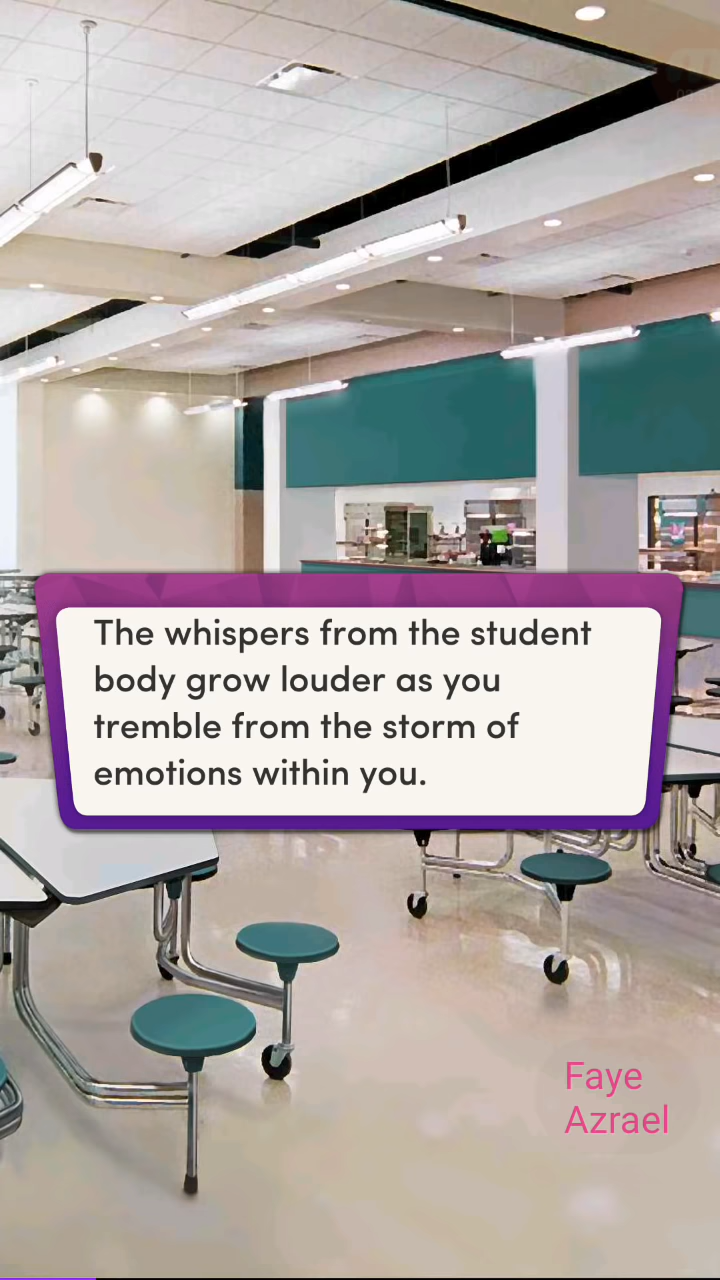 The whispers from the student
body grow louder as you
tremble from the storm of
emotions within you.
Faye
Azrael